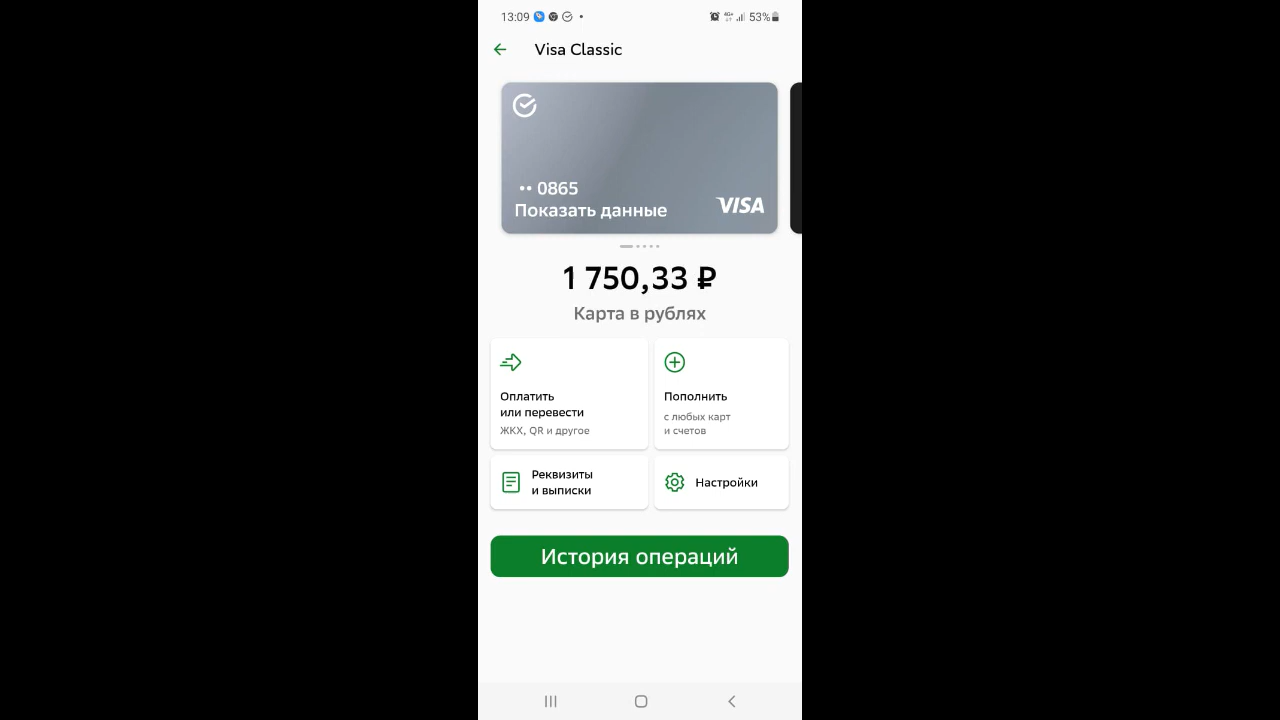 13:09 4G+ 53%
Visa Classic
•• 0865
Показать данные
VISA
1 750,33 ₽
Карта в рублях
Оплатить
или перевести
ЖКХ, QR и другое
Пополнить
с любых карт
и счетов
Реквизиты
и выписки
Настройки
История операций